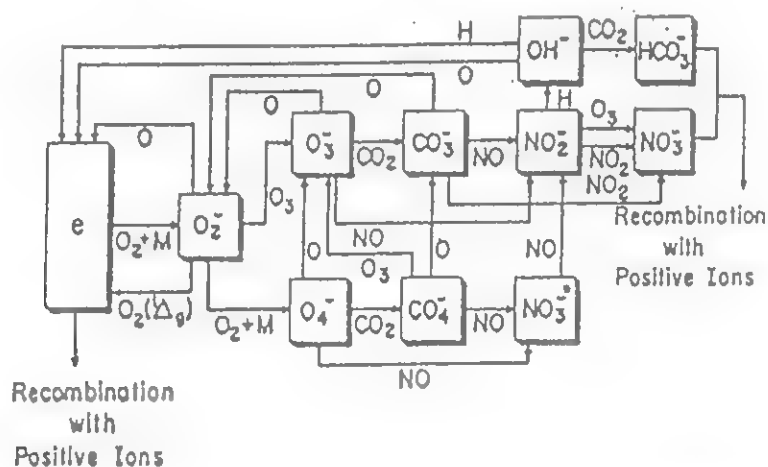 H
OH⁻
CO₂
HCO₃⁻
O
O
O
O
H
O₃
O₃⁻
CO₂
CO₃⁻
NO
NO₂⁻
NO₂
NO₃⁻
e
O₂+M
O₂⁻
O₃
NO
O₃
O
O
NO
NO₂
Recombination
with
Positive Ions
O₂(¹Δg)
O₂+M
O₄⁻
CO₂
CO₄⁻
NO
NO₃⁻*
NO
Recombination
with
Positive Ions